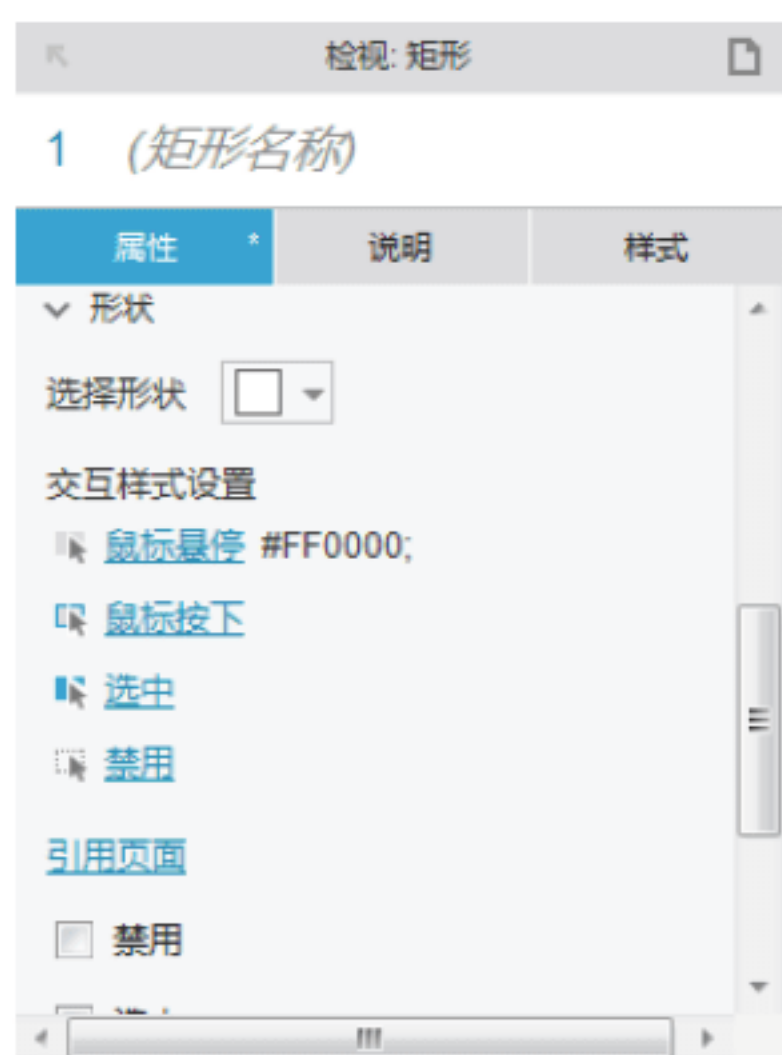 检视: 矩形
1 (矩形名称)
属性 * 说明 样式
形状
选择形状
交互样式设置
鼠标悬停 #FF0000;
鼠标按下
选中
禁用
引用页面
禁用